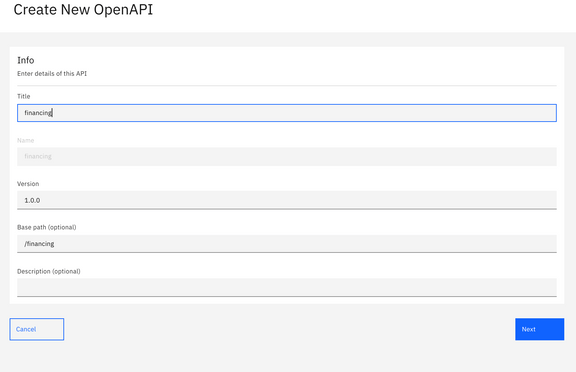 Create New OpenAPI
Info
Enter details of this API
Title
financing
Name
financing
Version
1.0.0
Base path (optional)
/financing
Description (optional)
Cancel
Next